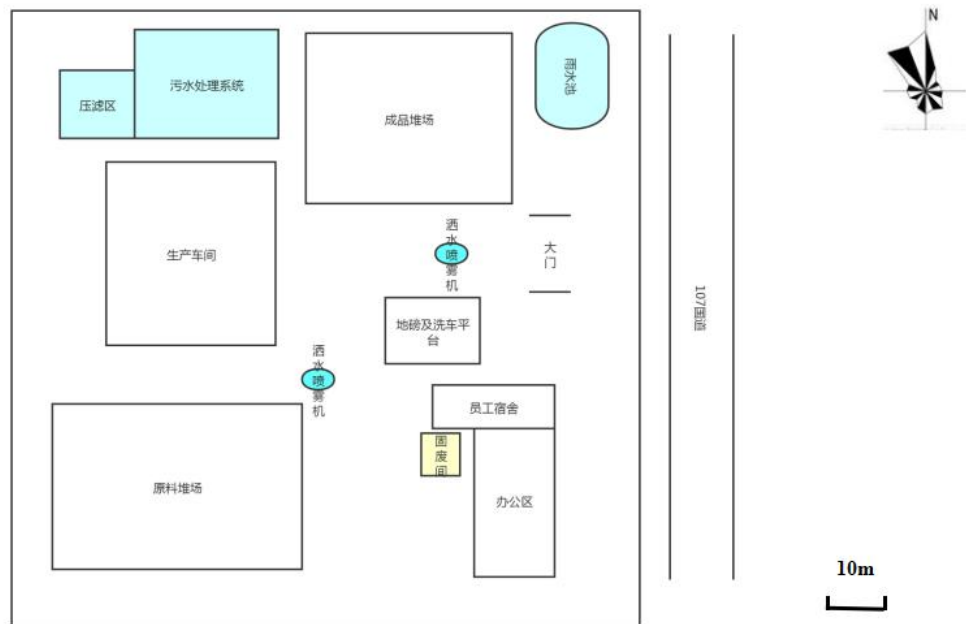 N
污水处理系统
压滤区
成品堆场
雨水池
洒水喷雾机
大门
生产车间
107国道
地磅及洗车平
台
洒水喷雾机
员工宿舍
固废间
原料堆场
办公区
10m